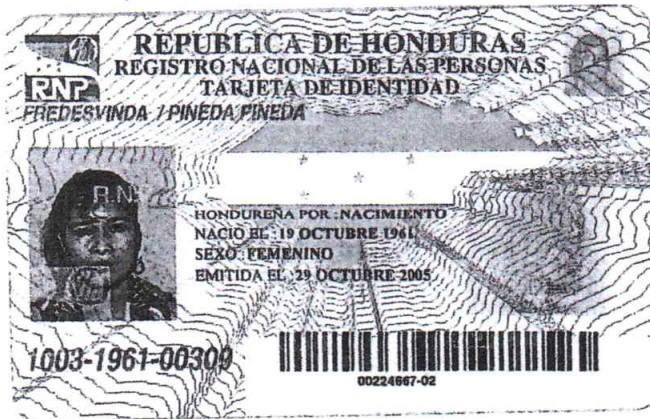 REPUBLICA DE HONDURAS
REGISTRO NACIONAL DE LAS PERSONAS
TARJETA DE IDENTIDAD
RNP
FREDESVINDA / PINEDA PINEDA
R.N.
HONDUREÑA POR : NACIMIENTO
NACIO EL : 19 OCTUBRE 1961
SEXO : FEMENINO
EMITIDA EL : 29 OCTUBRE 2005
1003-1961-00309
00224667-02